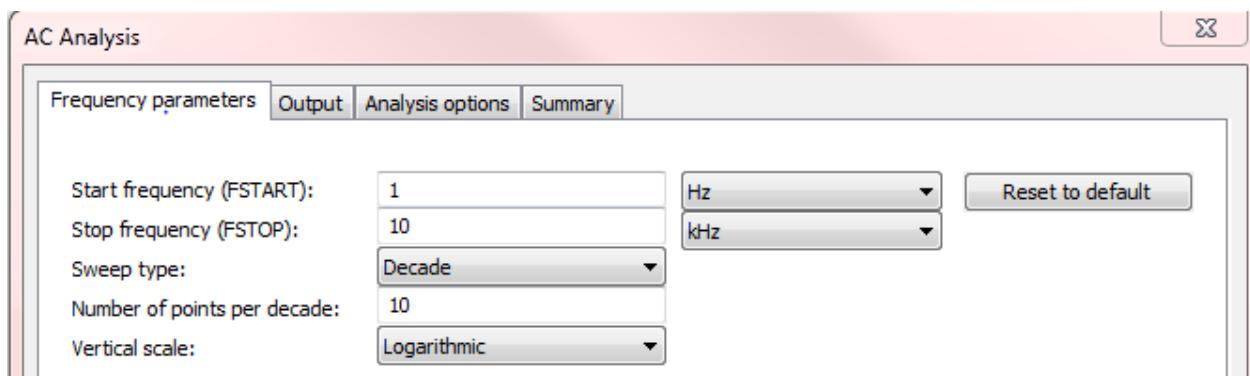 AC Analysis
Frequency parameters Output Analysis options Summary
Start frequency (FSTART): 1 Hz Reset to default
Stop frequency (FSTOP): 10 kHz
Sweep type: Decade
Number of points per decade: 10
Vertical scale: Logarithmic